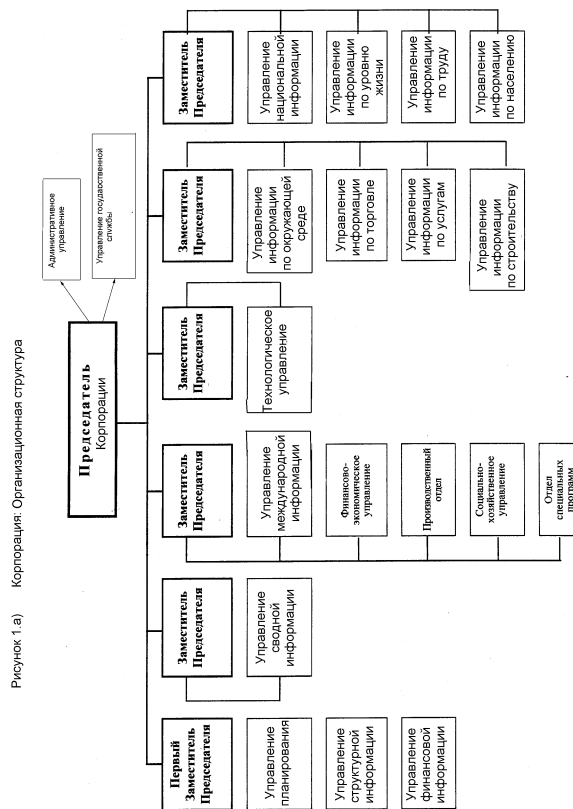 Рисунок 1.а) Корпорация: Организационная структура
Административное
управление
Управление государственной
службы
Председатель
Корпорации
Первый
Заместитель
Председателя
Управление
планирования
Управление
структурной
информации
Управление
финансовой
информации
Заместитель
Председателя
Управление
сводной
информации
Заместитель
Председателя
Управление
международной
информации
Финансово-
экономическое
управление
Производственный
отдел
Социально-
хозяйственное
управление
Отдел
специальных
программ
Заместитель
Председателя
Технологическое
управление
Заместитель
Председателя
Управление
информации
по окружающей
среде
Управление
информации
по торговле
Управление
информации
по услугам
Управление
информации
по строительству
Заместитель
Председателя
Управление
национальной
информации
Управление
информации
по уровню
жизни
Управление
информации
по труду
Управление
информации
по населению